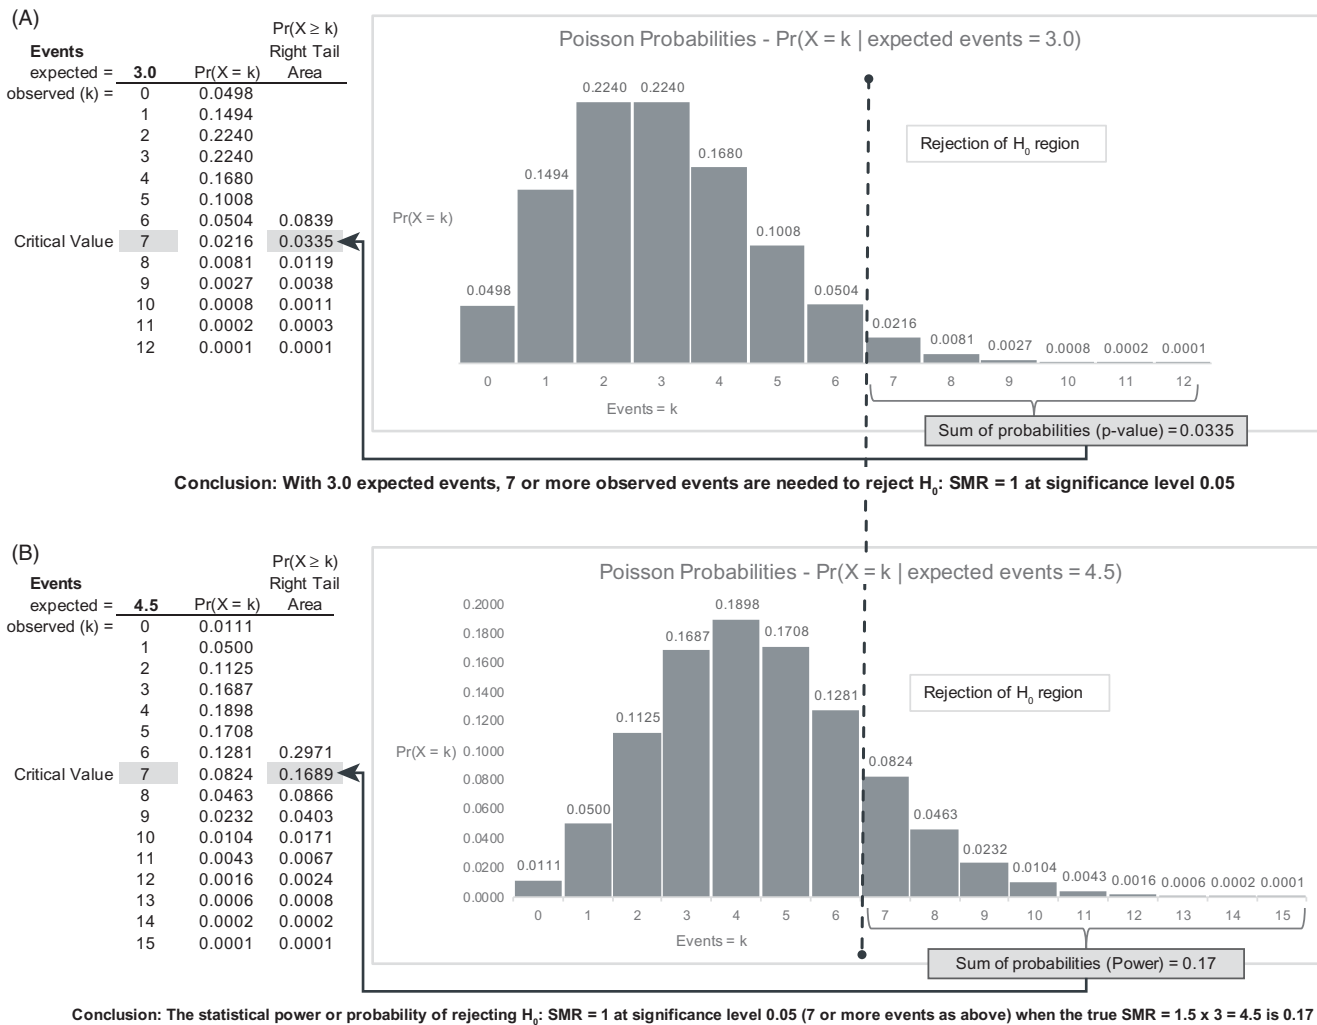 (A)
Pr(X ≥ k)
Events Right Tail
expected = 3.0 Pr(X = k) Area
observed (k) = 0 0.0498
1 0.1494
2 0.2240
3 0.2240
4 0.1680
5 0.1008
6 0.0504 0.0839
Critical Value 7 0.0216 0.0335
8 0.0081 0.0119
9 0.0027 0.0038
10 0.0008 0.0011
11 0.0002 0.0003
12 0.0001 0.0001
Poisson Probabilities - Pr(X = k | expected events = 3.0)
Rejection of H0 region
Pr(X = k)
0.0498 0.1494 0.2240 0.2240 0.1680 0.1008 0.0504 0.0216 0.0081 0.0027 0.0008 0.0002 0.0001
0 1 2 3 4 5 6 7 8 9 10 11 12
Events = k
Sum of probabilities (p-value) = 0.0335
Conclusion: With 3.0 expected events, 7 or more observed events are needed to reject H0: SMR = 1 at significance level 0.05
(B)
Pr(X ≥ k)
Events Right Tail
expected = 4.5 Pr(X = k) Area
observed (k) = 0 0.0111
1 0.0500
2 0.1125
3 0.1687
4 0.1898
5 0.1708
6 0.1281 0.2971
Critical Value 7 0.0824 0.1689
8 0.0463 0.0866
9 0.0232 0.0403
10 0.0104 0.0171
11 0.0043 0.0067
12 0.0016 0.0024
13 0.0006 0.0008
14 0.0002 0.0002
15 0.0001 0.0001
Poisson Probabilities - Pr(X = k | expected events = 4.5)
Rejection of H0 region
Pr(X = k)
0.2000
0.1800
0.1600
0.1400
0.1200
0.1000
0.0800
0.0600
0.0400
0.0200
0.0000
0.0111 0.0500 0.1125 0.1687 0.1898 0.1708 0.1281 0.0824 0.0463 0.0232 0.0104 0.0043 0.0016 0.0006 0.0002 0.0001
0 1 2 3 4 5 6 7 8 9 10 11 12 13 14 15
Events = k
Sum of probabilities (Power) = 0.17
Conclusion: The statistical power or probability of rejecting H0: SMR = 1 at significance level 0.05 (7 or more events as above) when the true SMR = 1.5 x 3 = 4.5 is 0.17